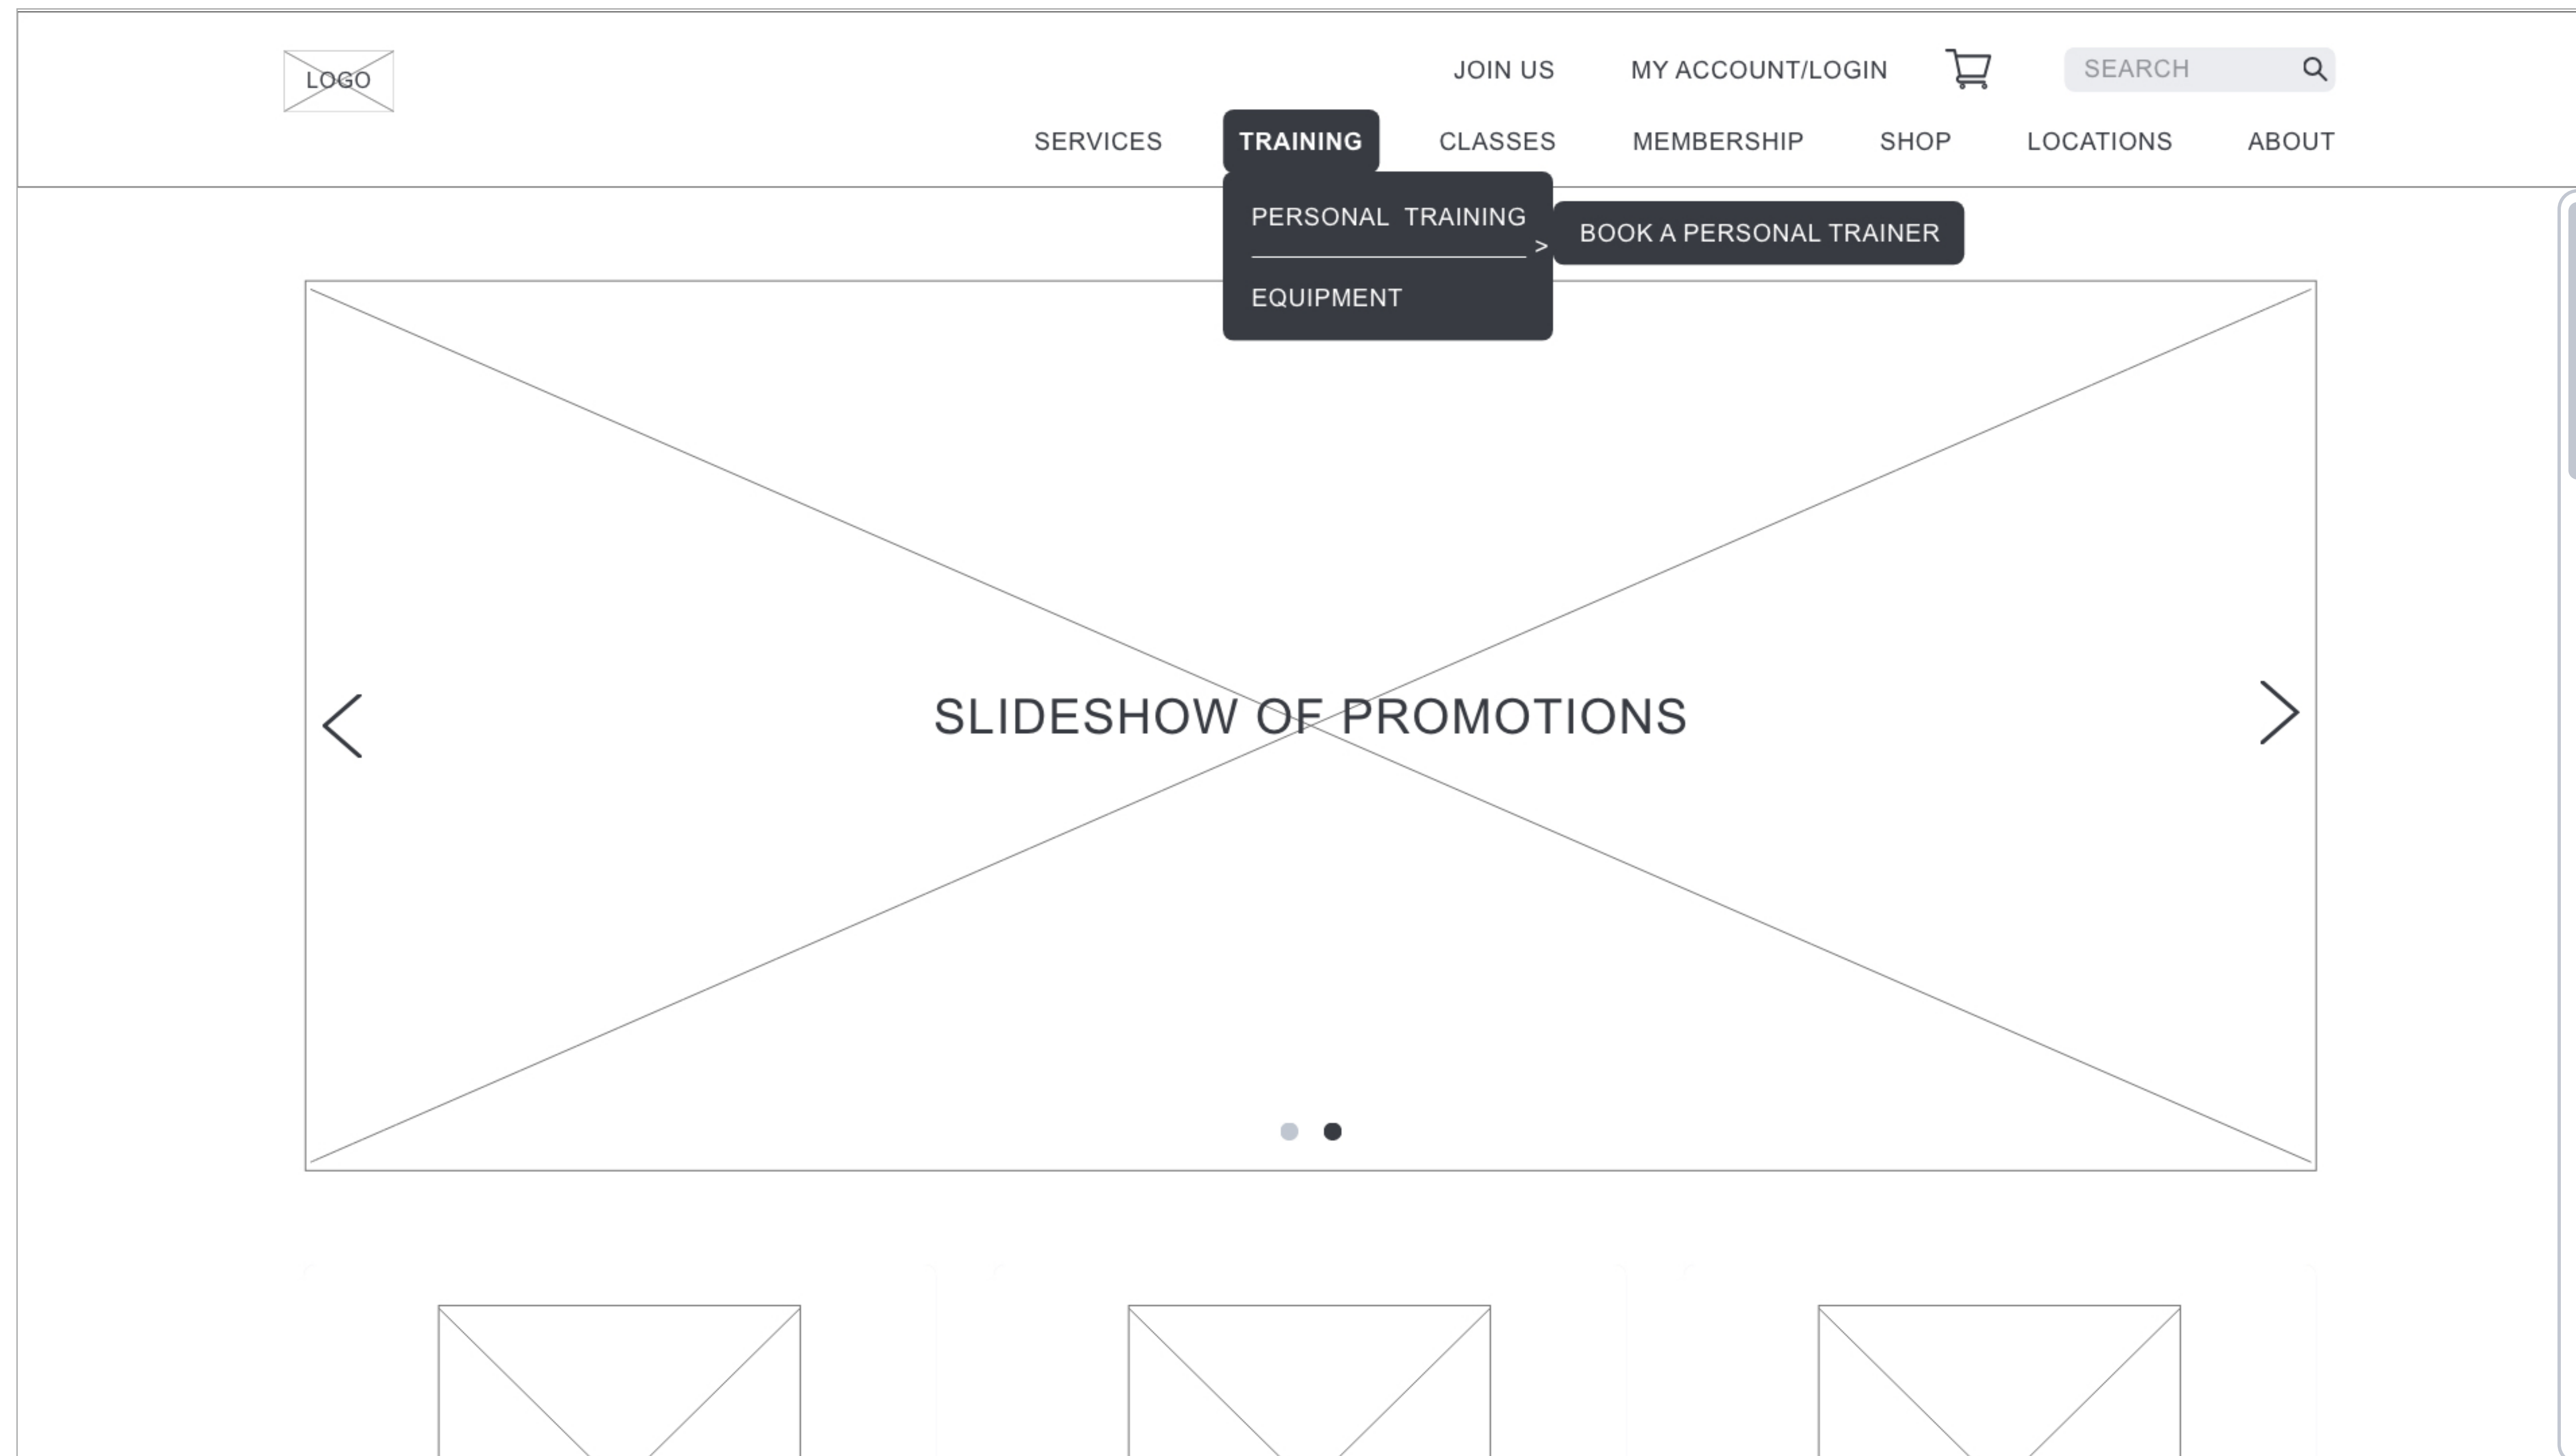 LOGO
JOIN US
MY ACCOUNT/LOGIN
SEARCH
SERVICES
TRAINING
CLASSES
MEMBERSHIP
SHOP
LOCATIONS
ABOUT
PERSONAL TRAINING
>
BOOK A PERSONAL TRAINER
EQUIPMENT
SLIDESHOW OF PROMOTIONS